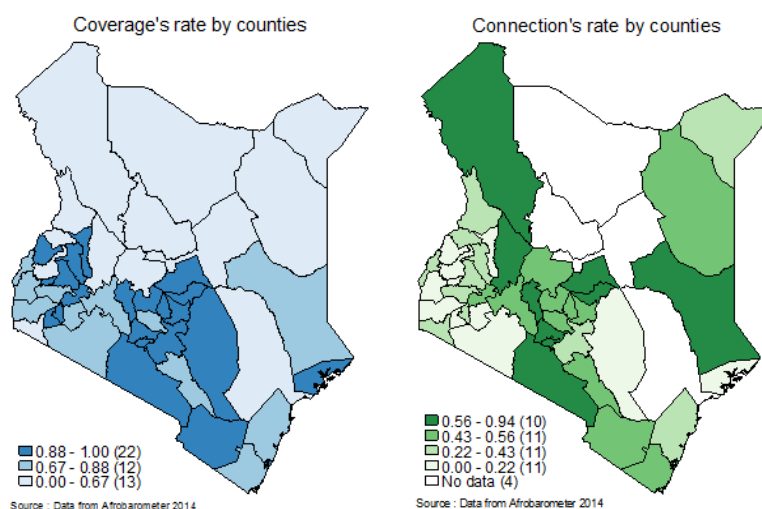 Coverage's rate by counties
Connection's rate by counties
0.88 - 1.00 (22)
0.67 - 0.88 (12)
0.00 - 0.67 (13)
Source : Data from Afrobarometer 2014
0.56 - 0.94 (10)
0.43 - 0.56 (11)
0.22 - 0.43 (11)
0.00 - 0.22 (11)
No data (4)
Source : Data from Afrobarometer 2014